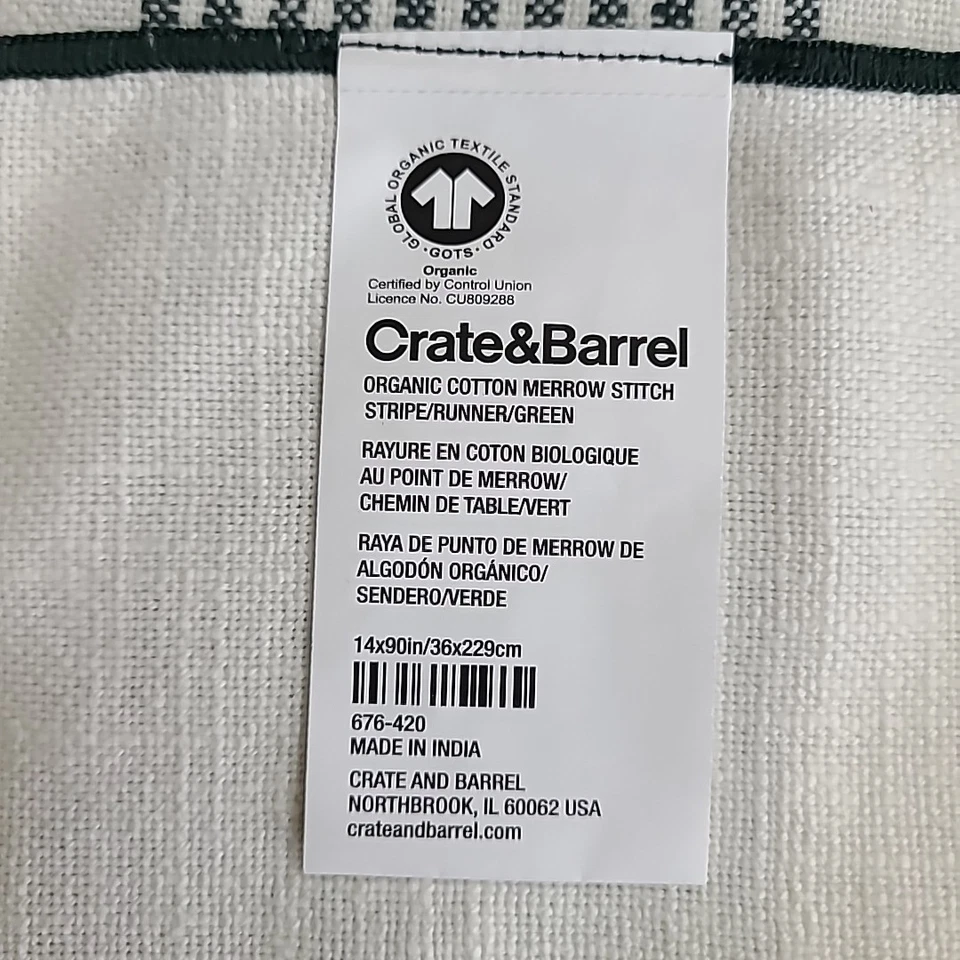 GLOBAL ORGANIC TEXTILE STANDARD · GOTS ·
Organic
Certified by Control Union
Licence No. CU809288
Crate&Barrel
ORGANIC COTTON MERROW STITCH
STRIPE/RUNNER/GREEN
RAYURE EN COTON BIOLOGIQUE
AU POINT DE MERROW/
CHEMIN DE TABLE/VERT
RAYA DE PUNTO DE MERROW DE
ALGODÓN ORGÁNICO/
SENDERO/VERDE
14x90in/36x229cm
676-420
MADE IN INDIA
CRATE AND BARREL
NORTHBROOK, IL 60062 USA
crateandbarrel.com